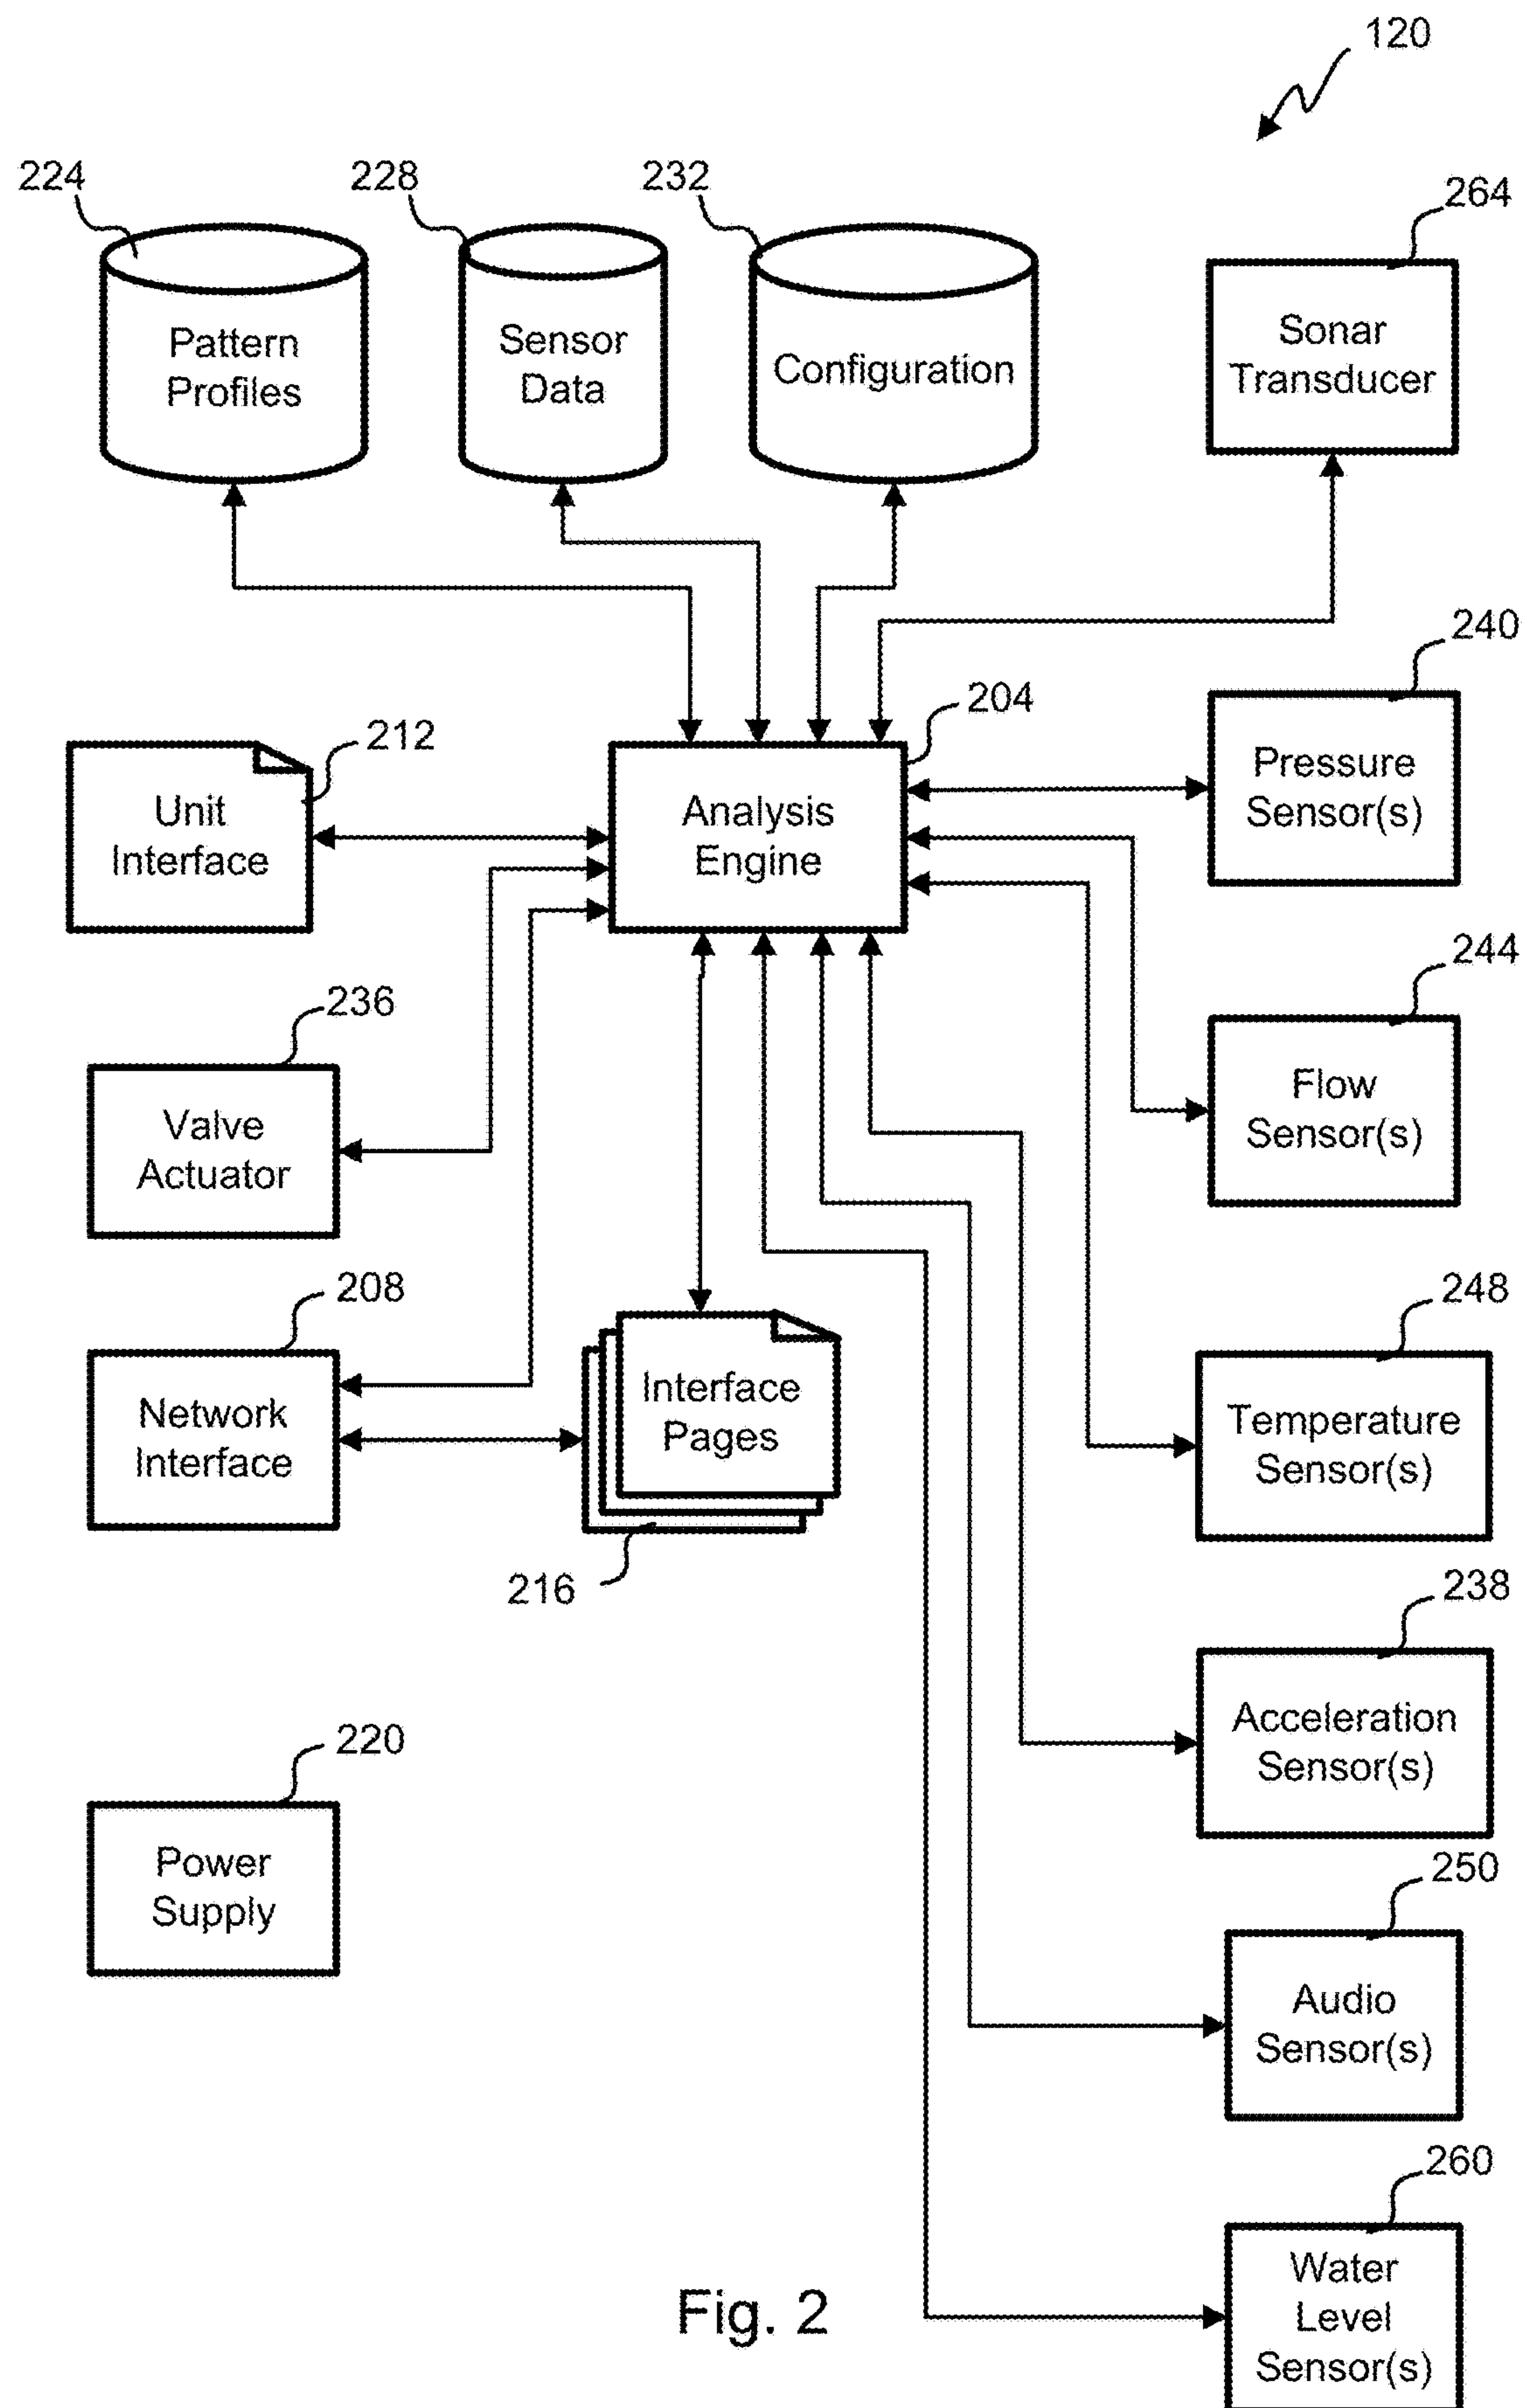 120
224
228
232
264
Pattern
Profiles
Sensor
Data
Configuration
Sonar
Transducer
240
204
212
Unit
Interface
Analysis
Engine
Pressure
Sensor(s)
244
236
Valve
Actuator
Flow
Sensor(s)
208
248
Network
Interface
Interface
Pages
Temperature
Sensor(s)
216
238
Acceleration
Sensor(s)
220
Power
Supply
250
Audio
Sensor(s)
260
Water
Level
Sensor(s)
Fig. 2